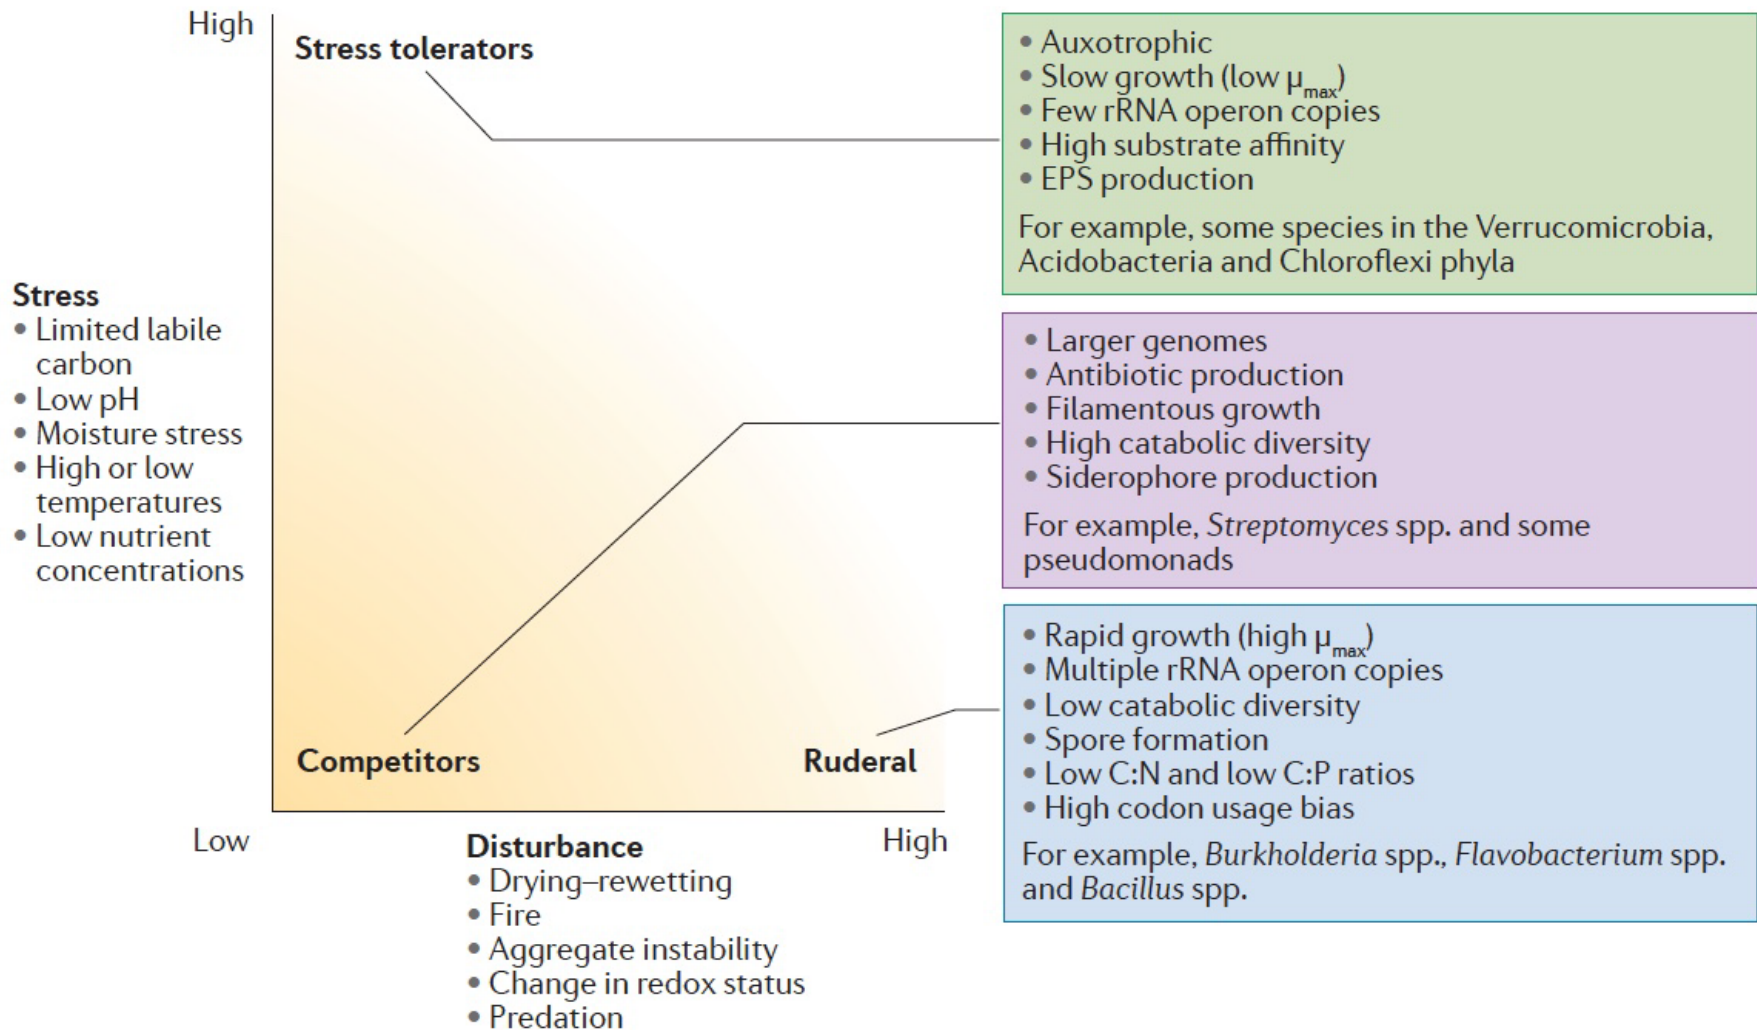 High
Stress tolerators
Stress
• Limited labile
carbon
• Low pH
• Moisture stress
• High or low
temperatures
• Low nutrient
concentrations
Competitors
Ruderal
Low
High
Disturbance
• Drying–rewetting
• Fire
• Aggregate instability
• Change in redox status
• Predation
• Auxotrophic
• Slow growth (low μmax)
• Few rRNA operon copies
• High substrate affinity
• EPS production
For example, some species in the Verrucomicrobia,
Acidobacteria and Chloroflexi phyla
• Larger genomes
• Antibiotic production
• Filamentous growth
• High catabolic diversity
• Siderophore production
For example, Streptomyces spp. and some
pseudomonads
• Rapid growth (high μmax)
• Multiple rRNA operon copies
• Low catabolic diversity
• Spore formation
• Low C:N and low C:P ratios
• High codon usage bias
For example, Burkholderia spp., Flavobacterium spp.
and Bacillus spp.